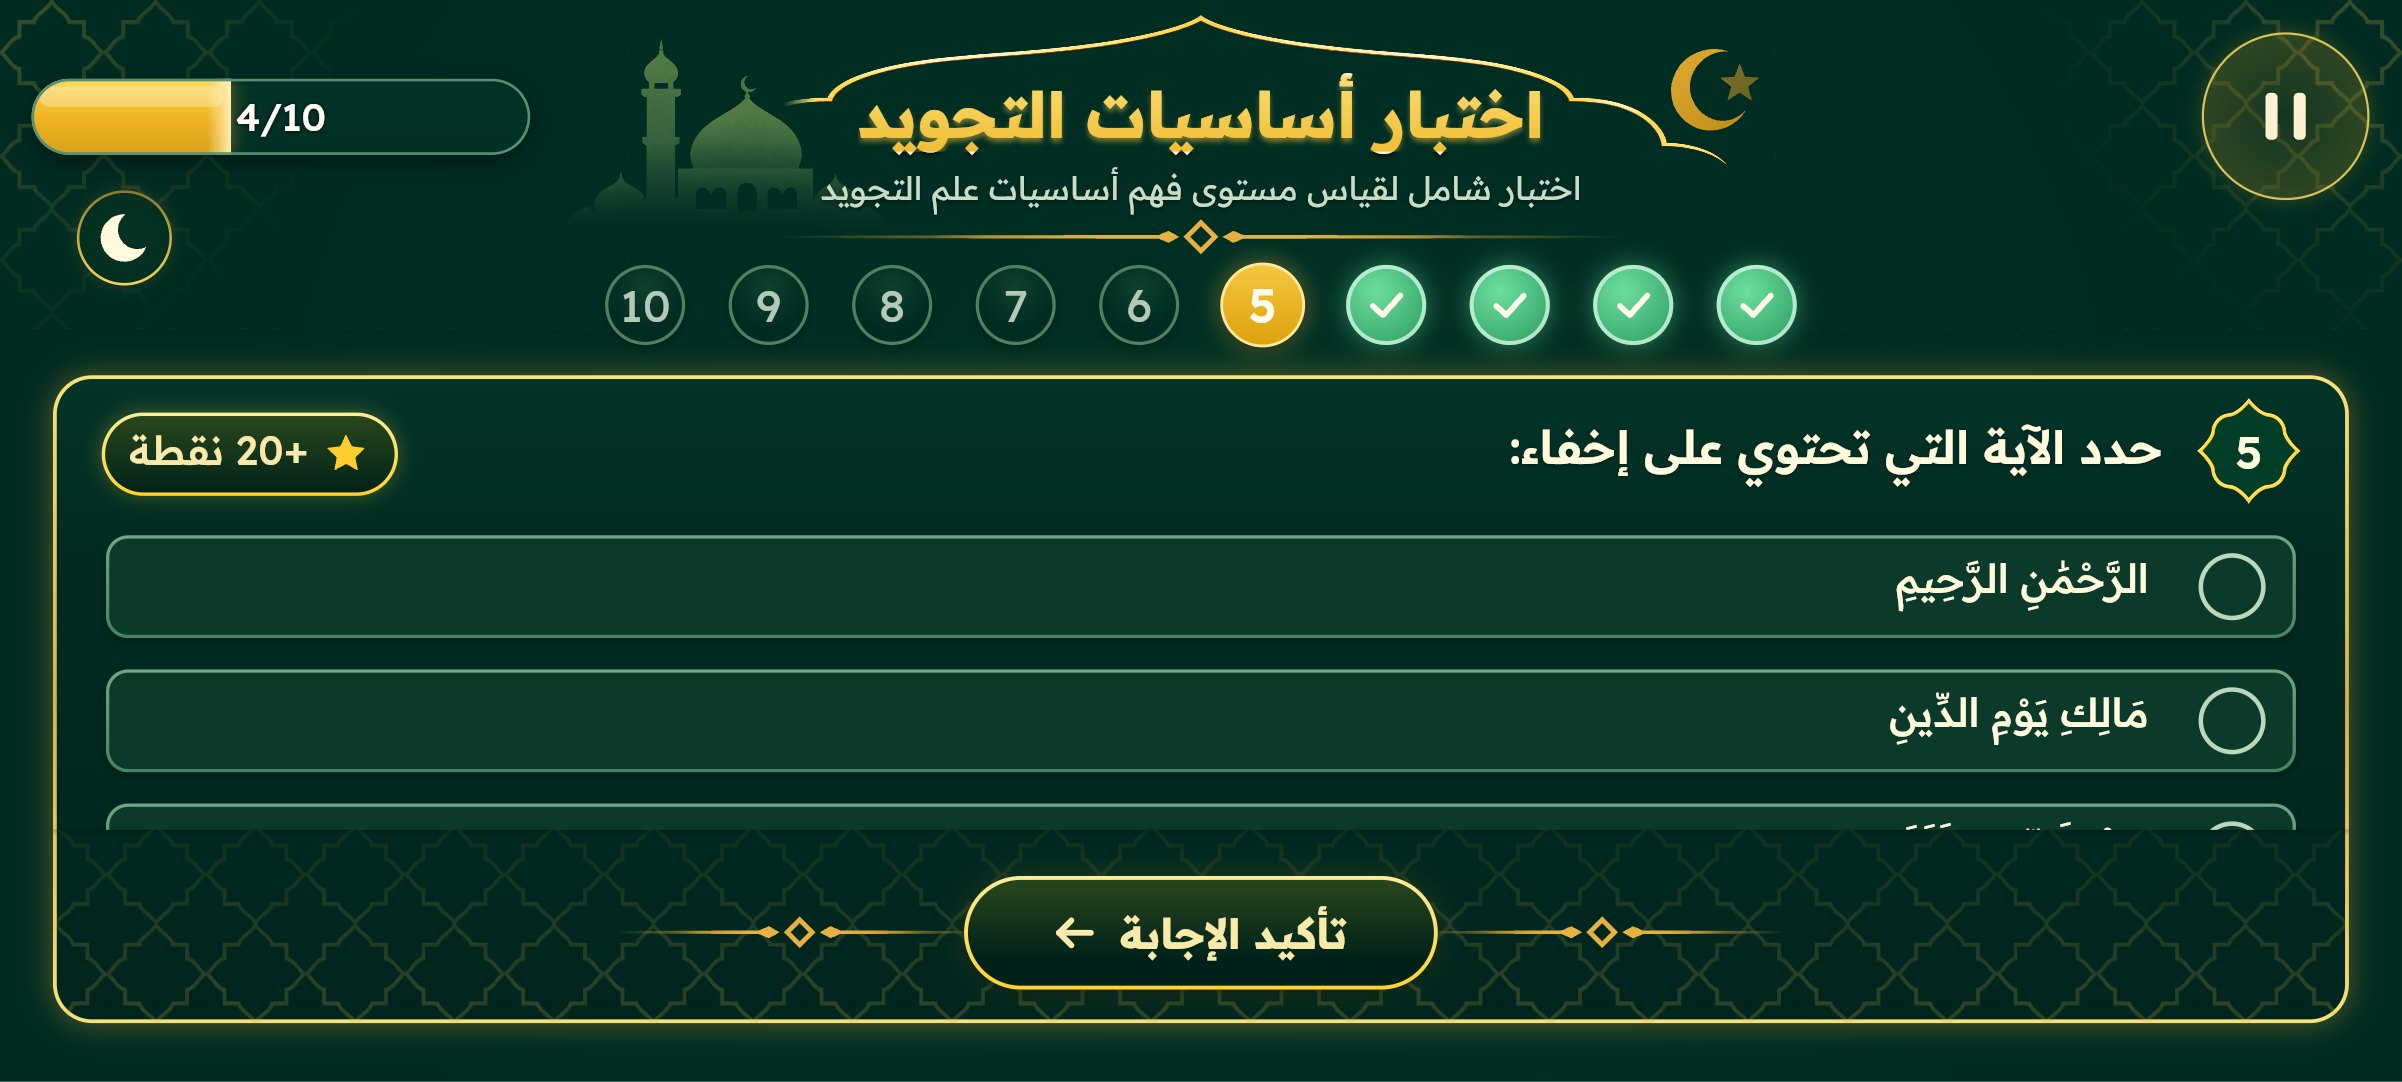 4/10
اختبار أساسيات التجويد
اختبار شامل لقياس مستوى فهم أساسيات علم التجويد
5 6 7 8 9 10
5 حدد الآية التي تحتوي على إخفاء:
+20 نقطة
الرَّحْمَٰنِ الرَّحِيمِ
مَالِكِ يَوْمِ الدِّينِ
تأكيد الإجابة